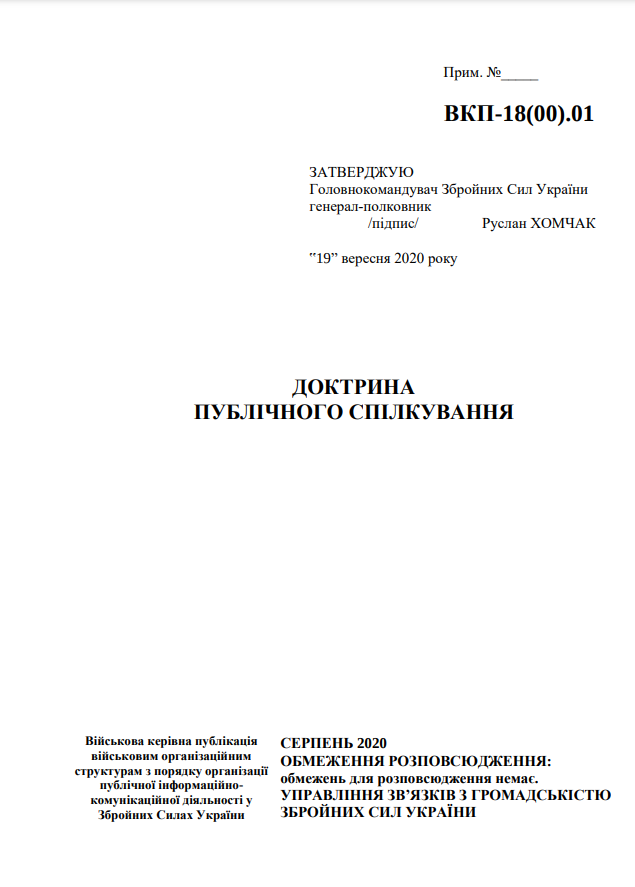 Прим. №_____
ВКП-18(00).01
ЗАТВЕРДЖУЮ
Головнокомандувач Збройних Сил України
генерал-полковник
/підпис/ Руслан ХОМЧАК
"19” вересня 2020 року
ДОКТРИНА
ПУБЛІЧНОГО СПІЛКУВАННЯ
Військова керівна публікація
військовим організаційним
структурам з порядку організації
публічної інформаційно-
комунікаційної діяльності у
Збройних Силах України
СЕРПЕНЬ 2020
ОБМЕЖЕННЯ РОЗПОВСЮДЖЕННЯ:
обмежень для розповсюдження немає.
УПРАВЛІННЯ ЗВ’ЯЗКІВ З ГРОМАДСЬКІСТЮ
ЗБРОЙНИХ СИЛ УКРАЇНИ